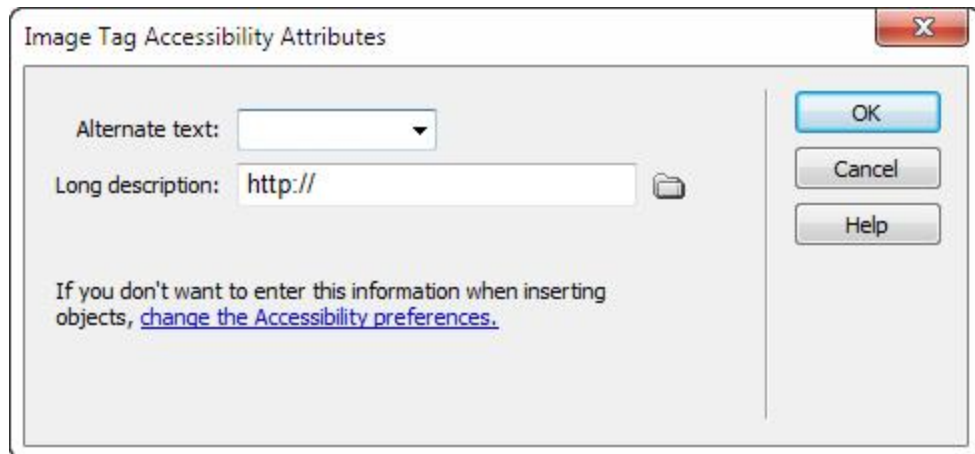 Image Tag Accessibility Attributes
Alternate text:
OK
Long description: http://
Cancel
Help
If you don't want to enter this information when inserting
objects, change the Accessibility preferences.